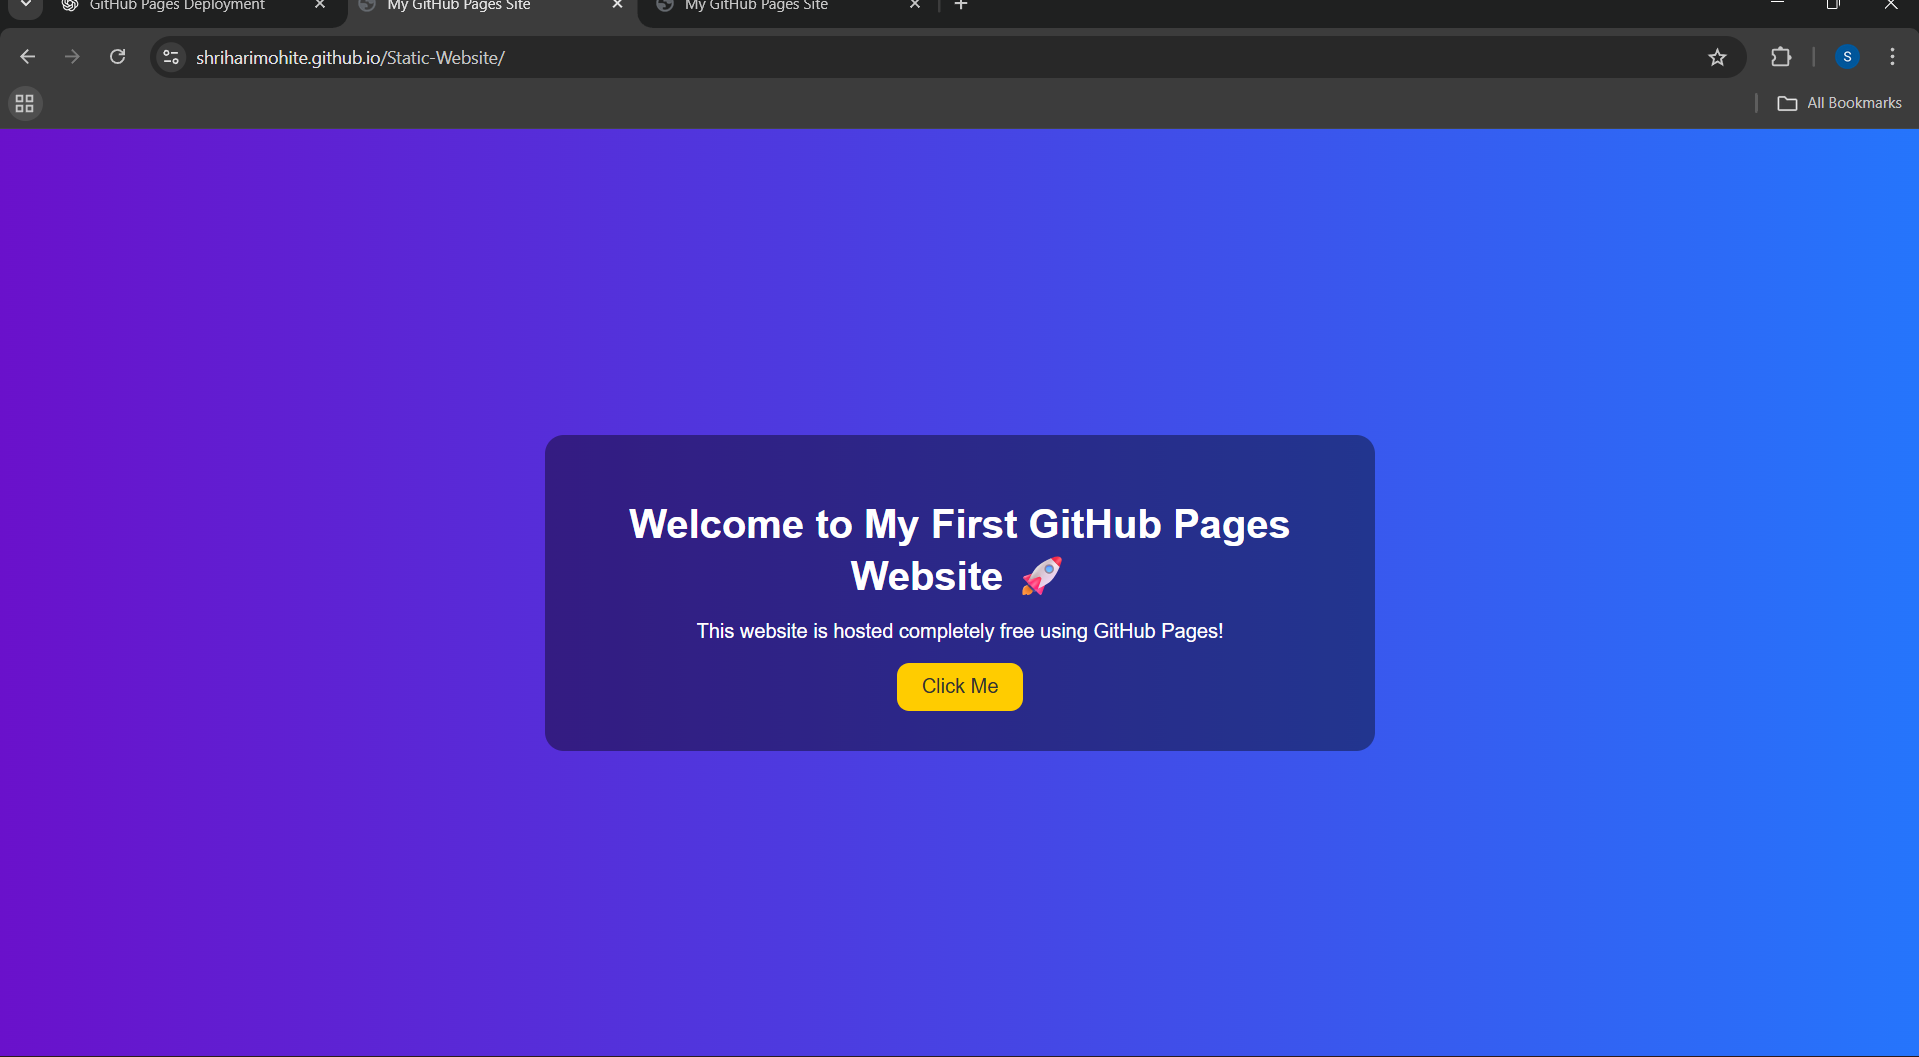 GitHub Pages Deployment
My GitHub Pages Site
My GitHub Pages Site
shriharimohite.github.io/Static-Website/
S
All Bookmarks
Welcome to My First GitHub Pages
Website 🚀
This website is hosted completely free using GitHub Pages!
Click Me